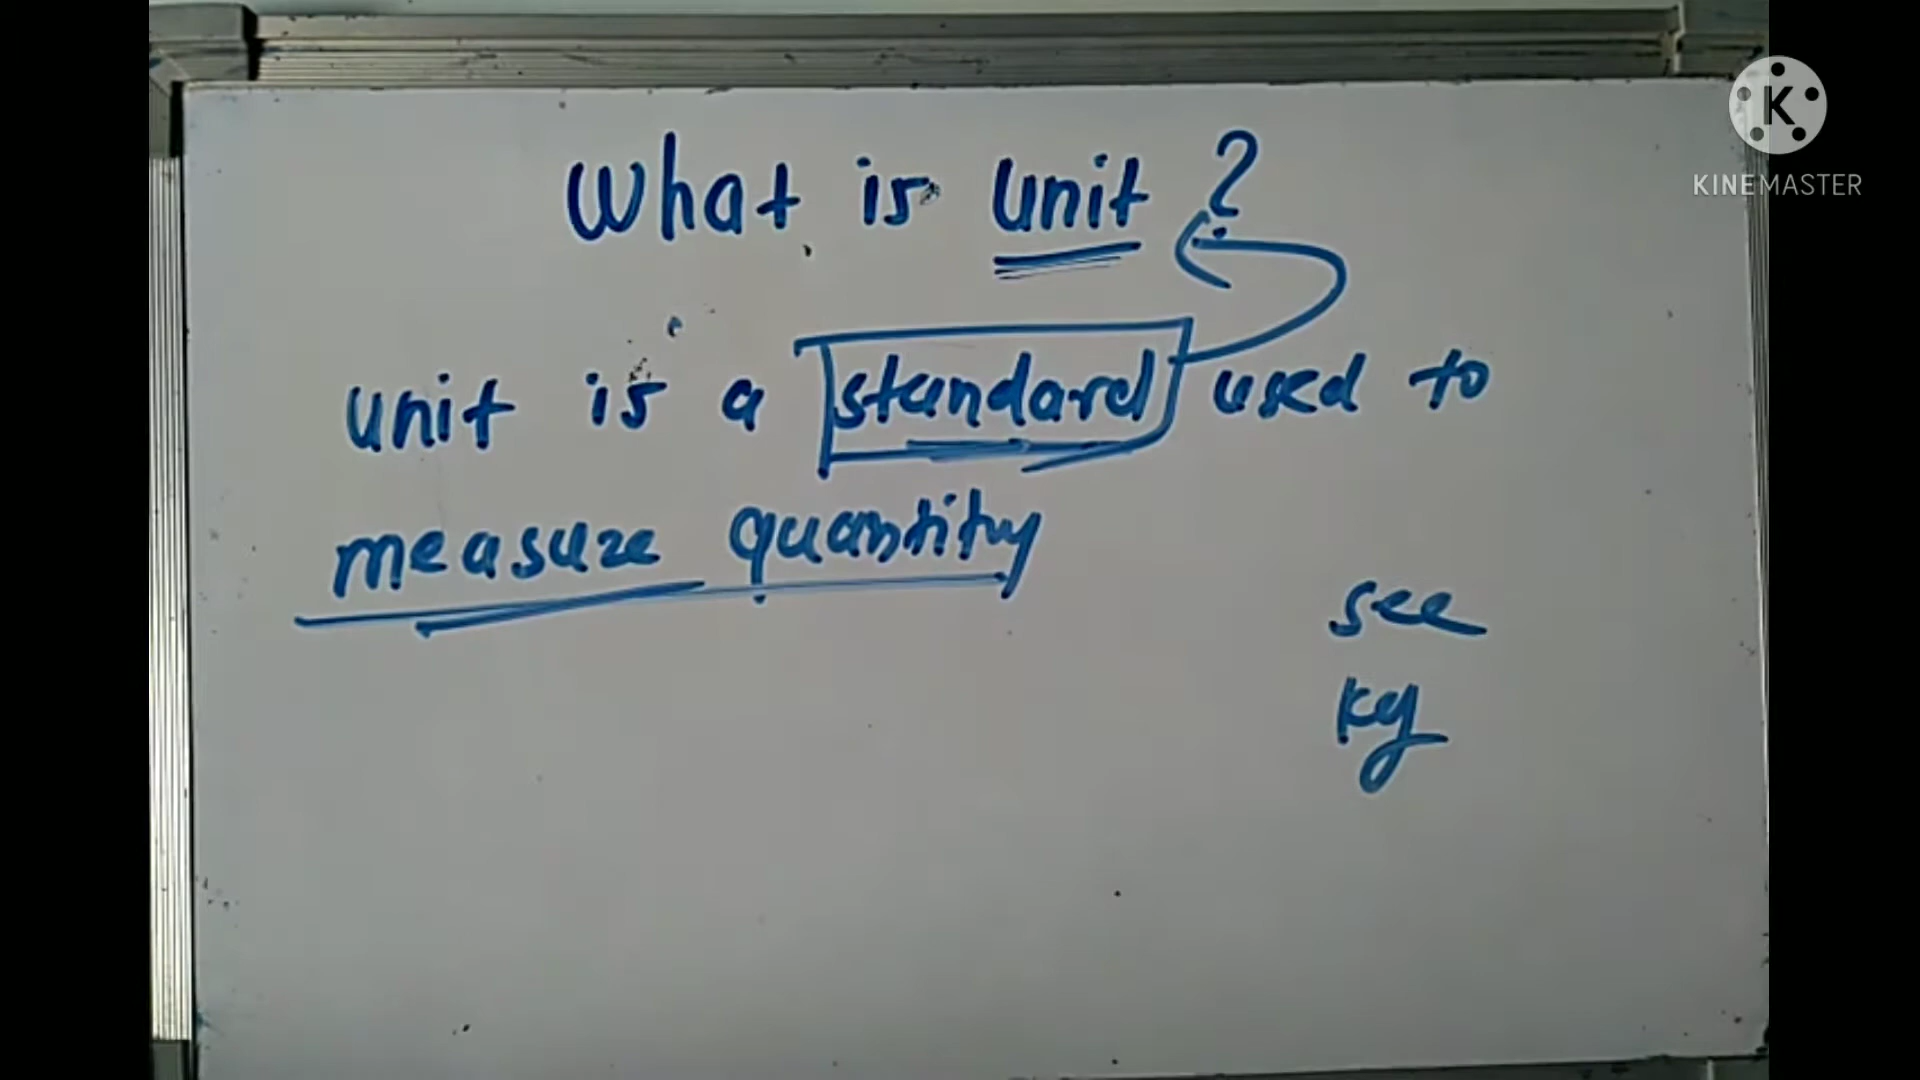 What is unit ?
unit is a standard used to
measure quantity
sec
kg
KINEMASTER